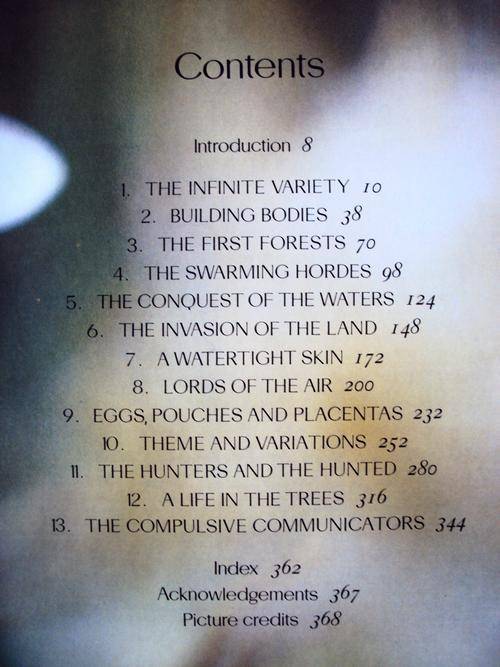 Contents
Introduction 8
1. THE INFINITE VARIETY 10
2. BUILDING BODIES 38
3. THE FIRST FORESTS 70
4. THE SWARMING HORDES 98
5. THE CONQUEST OF THE WATERS 124
6. THE INVASION OF THE LAND 148
7. A WATERTIGHT SKIN 172
8. LORDS OF THE AIR 200
9. EGGS, POUCHES AND PLACENTAS 232
10. THEME AND VARIATIONS 252
11. THE HUNTERS AND THE HUNTED 280
12. A LIFE IN THE TREES 316
13. THE COMPULSIVE COMMUNICATORS 344
Index 362
Acknowledgements 367
Picture credits 368